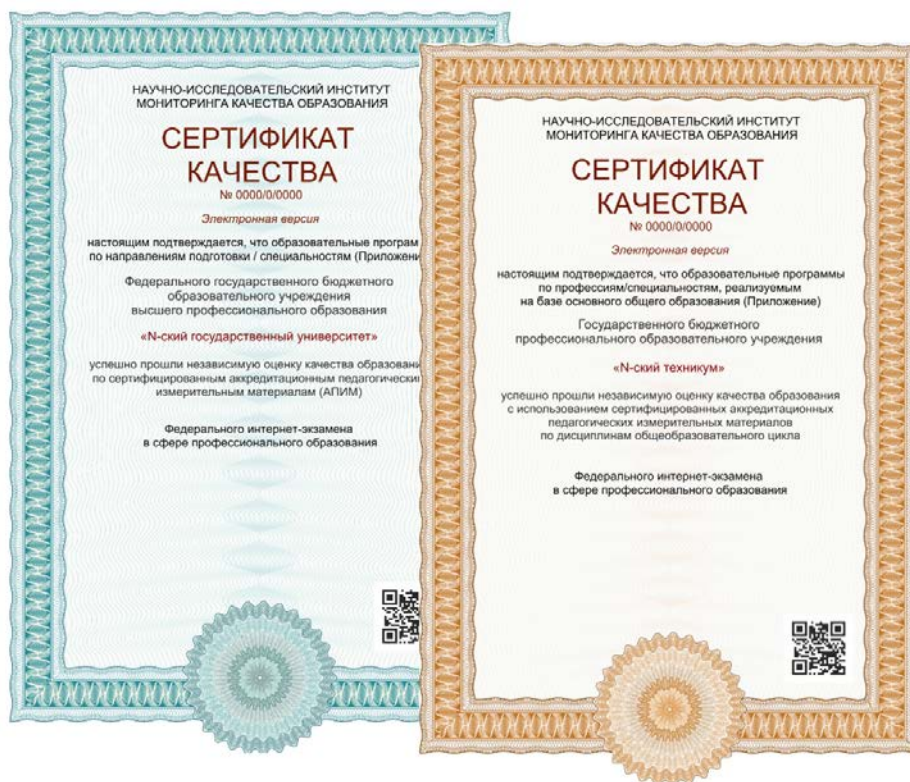 НАУЧНО-ИССЛЕДОВАТЕЛЬСКИЙ ИНСТИТУТ
МОНИТОРИНГА КАЧЕСТВА ОБРАЗОВАНИЯ
СЕРТИФИКАТ
КАЧЕСТВА
№ 0000/0/0000
Электронная версия
настоящим подтверждается, что образовательные програм
по направлениям подготовки / специальностям (Приложени
Федерального государственного бюджетного
образовательного учреждения
высшего профессионального образования
«N-ский государственный университет»
успешно прошли независимую оценку качества образовани
по сертифицированным аккредитационным педагогически
измерительным материалам (АПИМ)
Федерального интернет-экзамена
в сфере профессионального образования
НАУЧНО-ИССЛЕДОВАТЕЛЬСКИЙ ИНСТИТУТ
МОНИТОРИНГА КАЧЕСТВА ОБРАЗОВАНИЯ
СЕРТИФИКАТ
КАЧЕСТВА
№ 0000/0/0000
Электронная версия
настоящим подтверждается, что образовательные программы
по профессиям/специальностям, реализуемым
на базе основного общего образования (Приложение)
Государственного бюджетного
профессионального образовательного учреждения
«N-ский техникум»
успешно прошли независимую оценку качества образования
с использованием сертифицированных аккредитационных
педагогических измерительных материалов
по дисциплинам общеобразовательного цикла
Федерального интернет-экзамена
в сфере профессионального образования